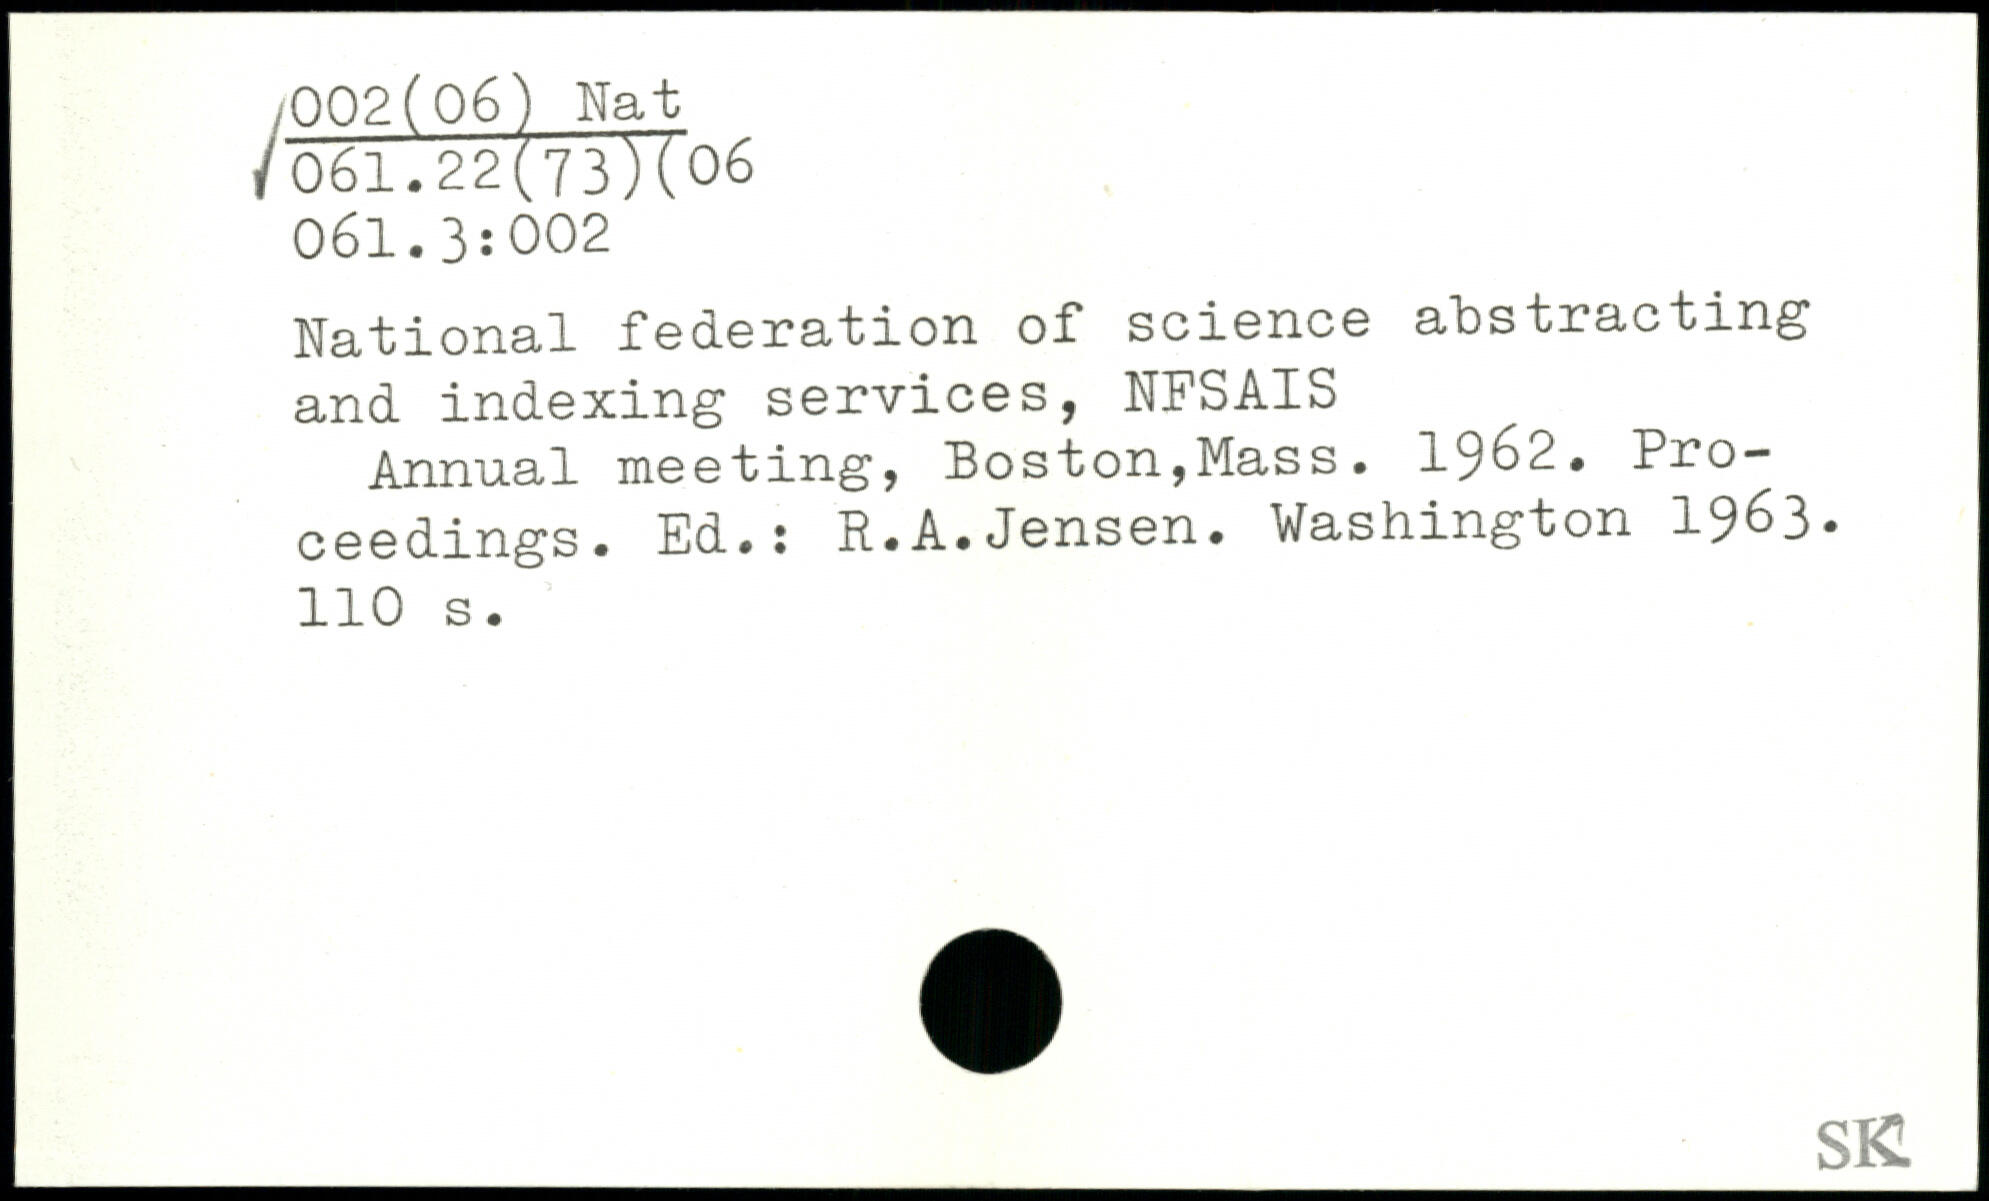 002(06) Nat
061.22(73)(06
061.3:002
National federation of science abstracting
and indexing services, NFSAIS
Annual meeting, Boston,Mass. 1962. Pro-
ceedings. Ed.: R.A.Jensen. Washington 1963.
110 s.
SK